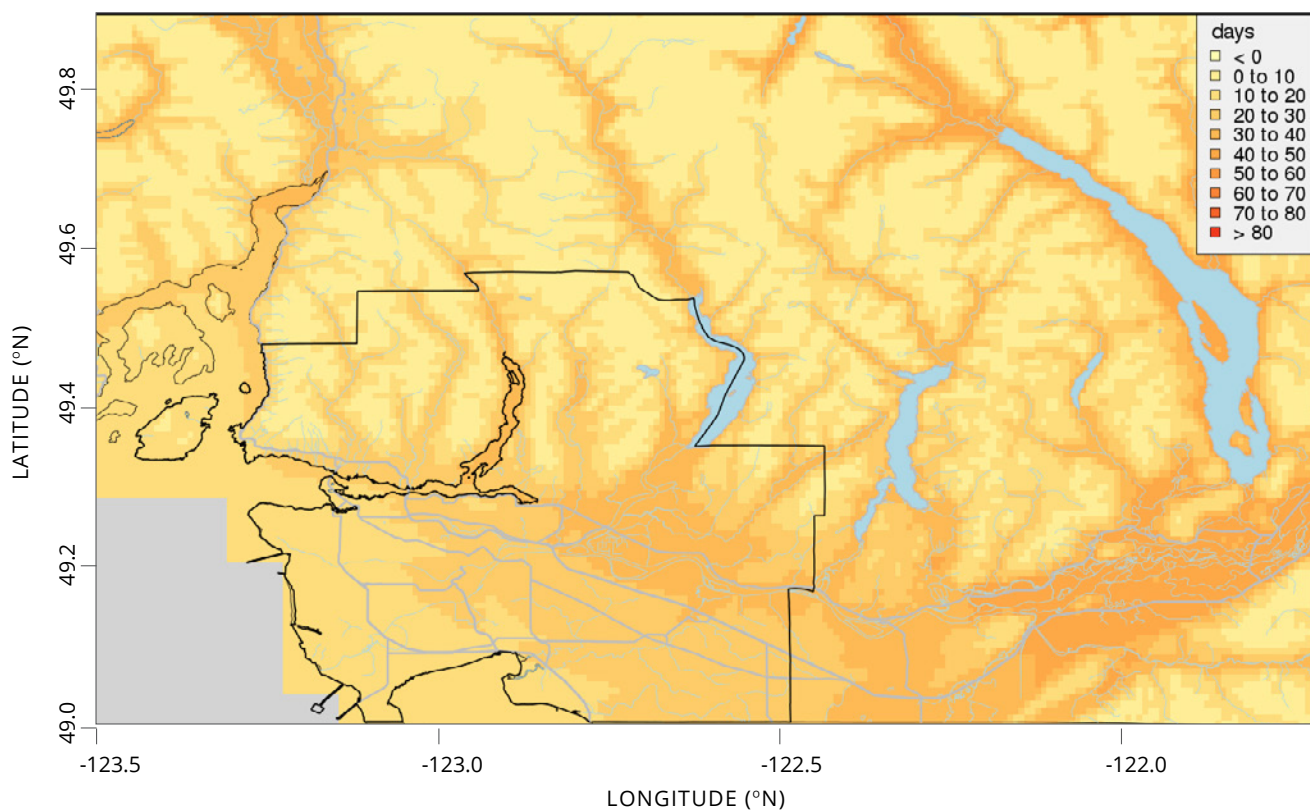 days
< 0
0 to 10
10 to 20
20 to 30
30 to 40
40 to 50
50 to 60
60 to 70
70 to 80
> 80
49.8
49.6
49.4
49.2
49.0
LATITUDE (°N)
-123.5
-123.0
-122.5
-122.0
LONGITUDE (°N)